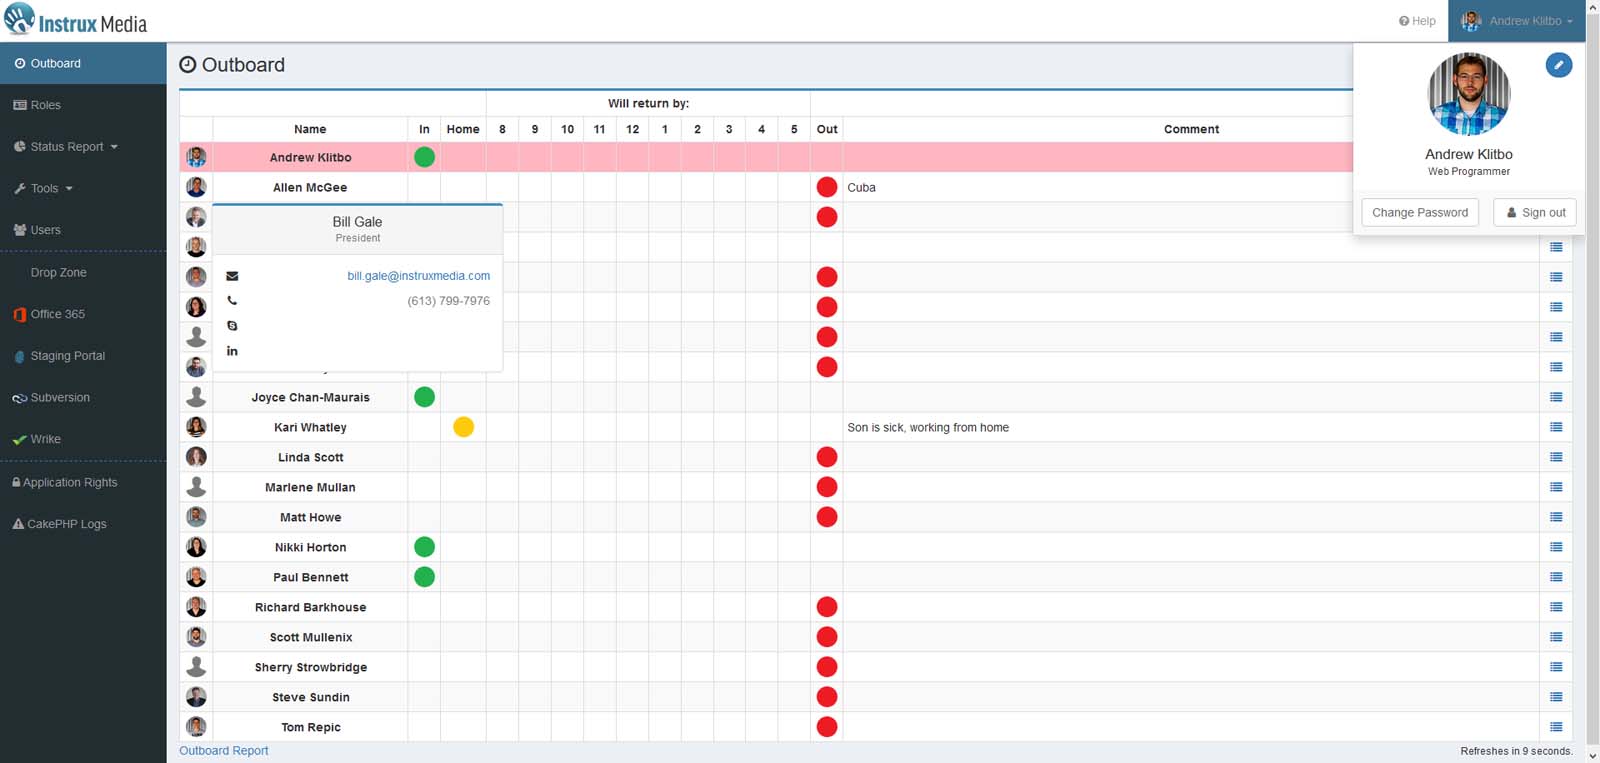 Instrux Media
Help
Andrew Klitbo
Outboard
Roles
Status Report
Tools
Users
Drop Zone
Office 365
Staging Portal
Subversion
Wrike
Application Rights
CakePHP Logs
Outboard
Will return by:
Name In Home 8 9 10 11 12 1 2 3 4 5 Out Comment
Andrew Klitbo
Allen McGee Cuba
Bill Gale
President
bill.gale@instruxmedia.com
(613) 799-7976
Joyce Chan-Maurais
Kari Whatley Son is sick, working from home
Linda Scott
Marlene Mullan
Matt Howe
Nikki Horton
Paul Bennett
Richard Barkhouse
Scott Mullenix
Sherry Strowbridge
Steve Sundin
Tom Repic
Outboard Report
Refreshes in 9 seconds.
Andrew Klitbo
Web Programmer
Change Password
Sign out